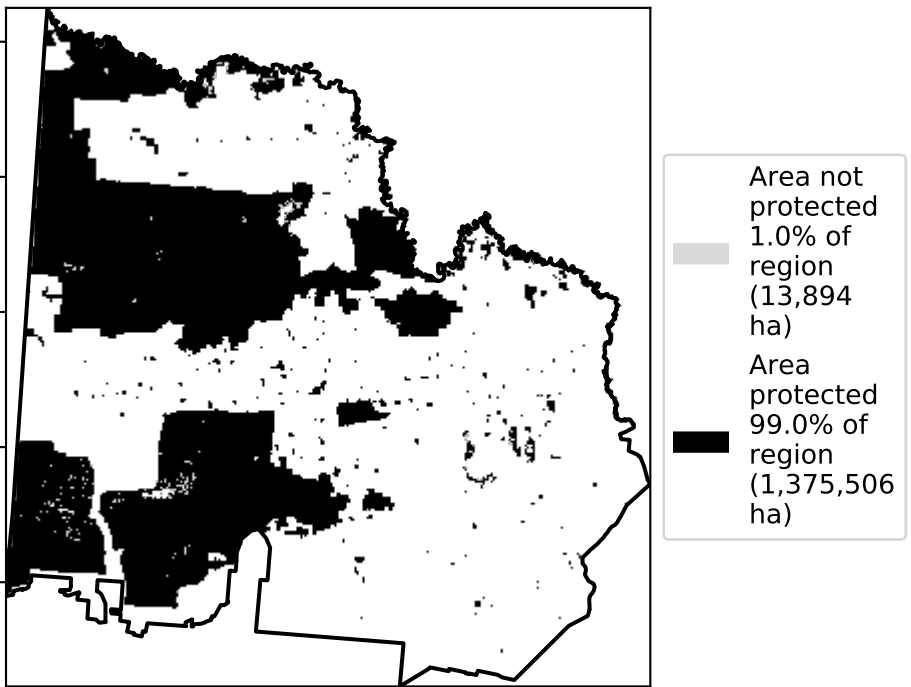 Area not
protected
1.0% of
region
(13,894
ha)
Area
protected
99.0% of
region
(1,375,506
ha)